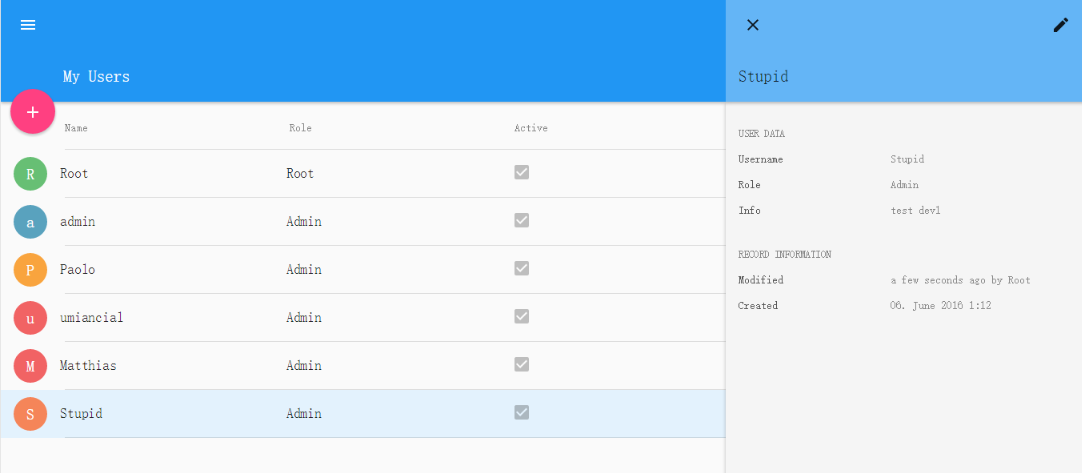 My Users
Name Role Active
R Root Root
a admin Admin
P Paolo Admin
u umiancial Admin
M Matthias Admin
S Stupid Admin
Stupid
USER DATA
Username Stupid
Role Admin
Info test dev1
RECORD INFORMATION
Modified a few seconds ago by Root
Created 06. June 2016 1:12